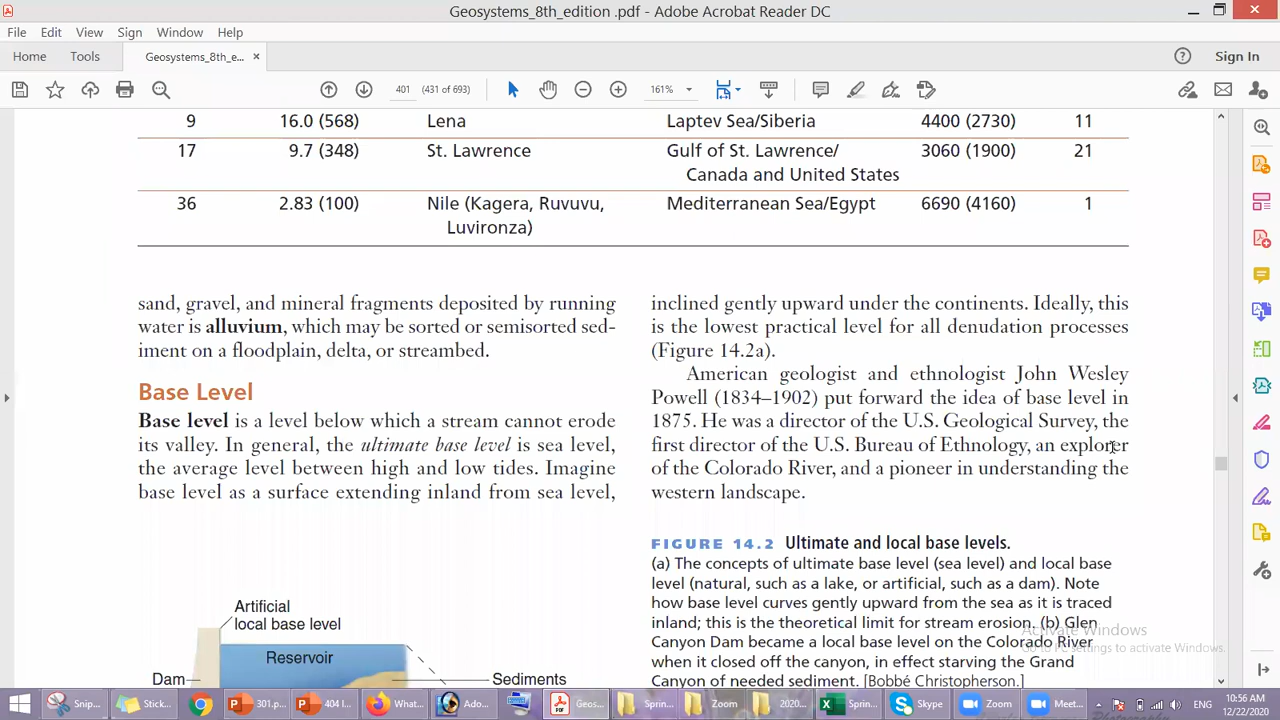 Geosystems_8th_edition .pdf - Adobe Acrobat Reader DC
File Edit View Sign Window Help
Home Tools Geosystems_8th_e... × Sign In
401 (431 of 693) 161%
9 16.0 (568) Lena Laptev Sea/Siberia 4400 (2730) 11
17 9.7 (348) St. Lawrence Gulf of St. Lawrence/ 3060 (1900) 21
Canada and United States
36 2.83 (100) Nile (Kagera, Ruvuvu, Mediterranean Sea/Egypt 6690 (4160) 1
Luvironza)
sand, gravel, and mineral fragments deposited by running
water is alluvium, which may be sorted or semisorted sed-
iment on a floodplain, delta, or streambed.
Base Level
Base level is a level below which a stream cannot erode
its valley. In general, the ultimate base level is sea level,
the average level between high and low tides. Imagine
base level as a surface extending inland from sea level,
inclined gently upward under the continents. Ideally, this
is the lowest practical level for all denudation processes
(Figure 14.2a).
American geologist and ethnologist John Wesley
Powell (1834–1902) put forward the idea of base level in
1875. He was a director of the U.S. Geological Survey, the
first director of the U.S. Bureau of Ethnology, an explorer
of the Colorado River, and a pioneer in understanding the
western landscape.
FIGURE 14.2 Ultimate and local base levels.
(a) The concepts of ultimate base level (sea level) and local base
level (natural, such as a lake, or artificial, such as a dam). Note
how base level curves gently upward from the sea as it is traced
inland; this is the theoretical limit for stream erosion. (b) Glen
Canyon Dam became a local base level on the Colorado River
when it closed off the canyon, in effect starving the Grand
Canyon of needed sediment. [Bobbé Christopherson.]
Artificial
local base level
Reservoir
Dam
Sediments
Activate Windows
Go to PC settings to activate Windows.
Snip... Stick... 301.p... 404 l... What... Ado... Geos... Sprin... Zoom 2020... Sprin... Skype Zoom Meet... ENG
10:56 AM
12/22/2020